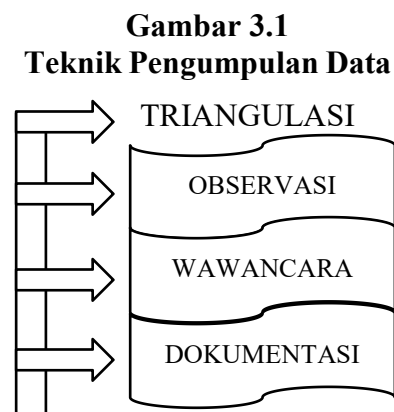 Gambar 3.1
Teknik Pengumpulan Data
TRIANGULASI
OBSERVASI
WAWANCARA
DOKUMENTASI